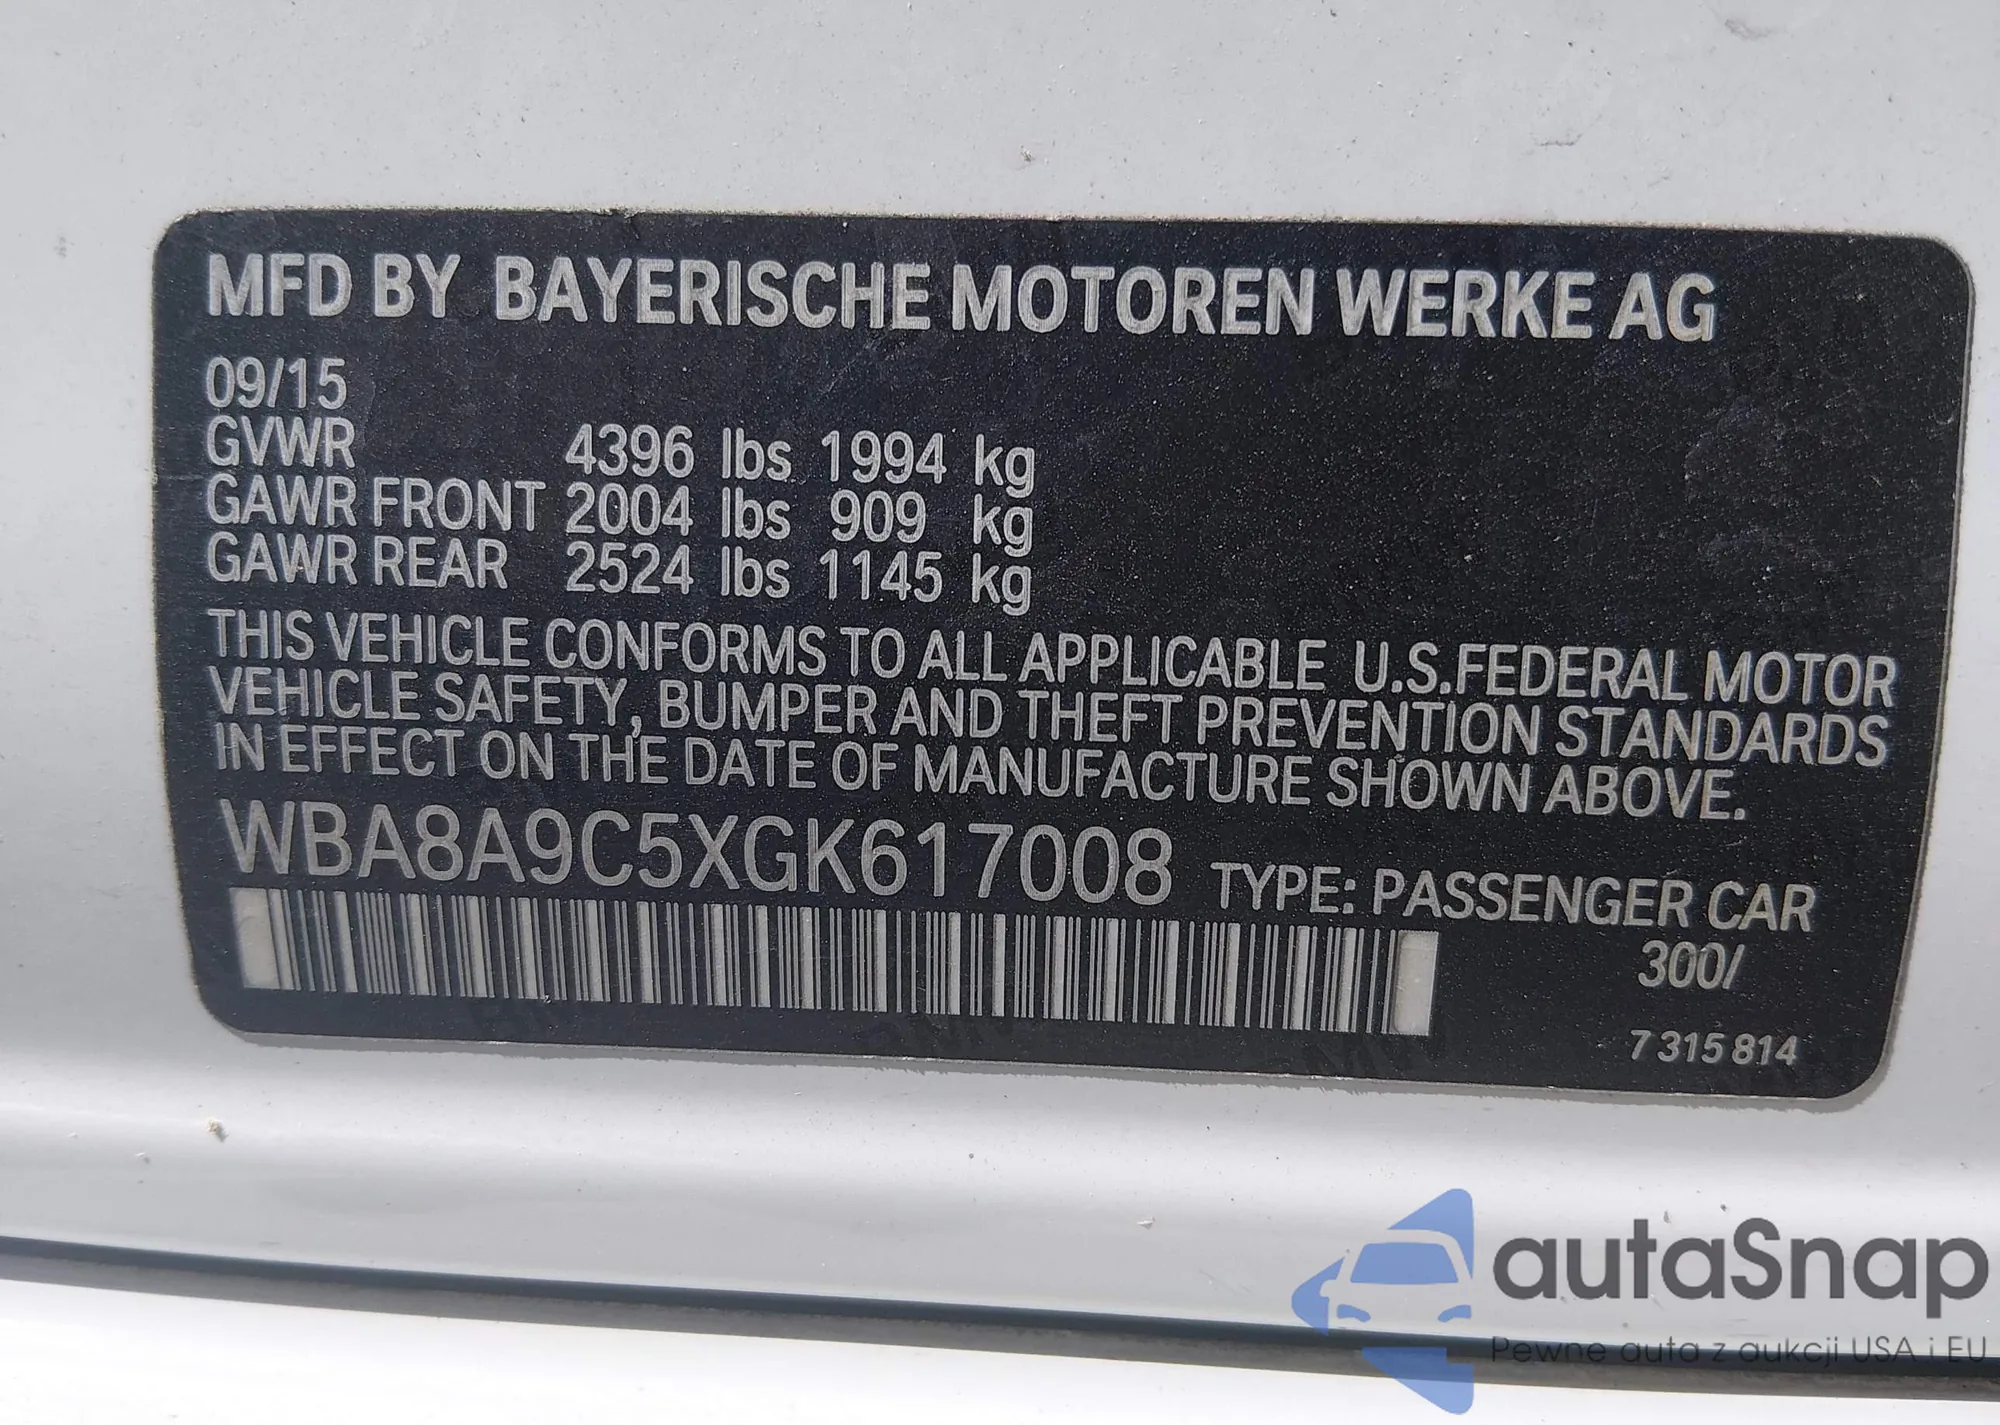 MFD BY BAYERISCHE MOTOREN WERKE AG
09/15
GVWR 4396 lbs 1994 kg
GAWR FRONT 2004 lbs 909 kg
GAWR REAR 2524 lbs 1145 kg
THIS VEHICLE CONFORMS TO ALL APPLICABLE U.S.FEDERAL MOTOR
VEHICLE SAFETY, BUMPER AND THEFT PREVENTION STANDARDS
IN EFFECT ON THE DATE OF MANUFACTURE SHOWN ABOVE.
WBA8A9C5XGK617008 TYPE: PASSENGER CAR
300/
7 315 814
autaSnap
Pewne auta z aukcji USA i EU